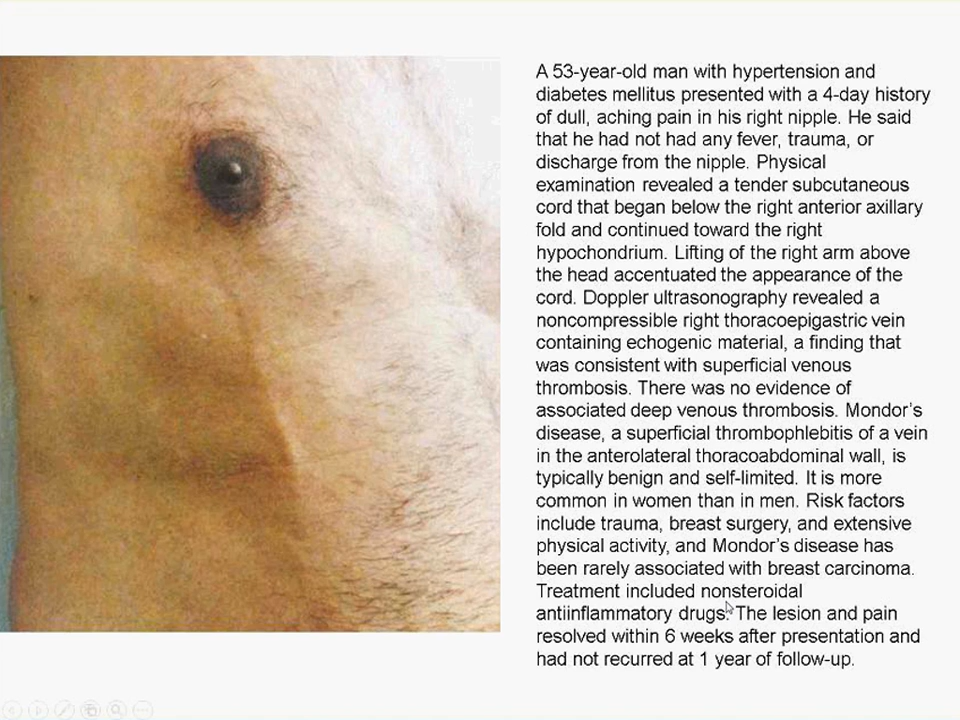 A 53-year-old man with hypertension and
diabetes mellitus presented with a 4-day history
of dull, aching pain in his right nipple. He said
that he had not had any fever, trauma, or
discharge from the nipple. Physical
examination revealed a tender subcutaneous
cord that began below the right anterior axillary
fold and continued toward the right
hypochondrium. Lifting of the right arm above
the head accentuated the appearance of the
cord. Doppler ultrasonography revealed a
noncompressible right thoracoepigastric vein
containing echogenic material, a finding that
was consistent with superficial venous
thrombosis. There was no evidence of
associated deep venous thrombosis. Mondor's
disease, a superficial thrombophlebitis of a vein
in the anterolateral thoracoabdominal wall, is
typically benign and self-limited. It is more
common in women than in men. Risk factors
include trauma, breast surgery, and extensive
physical activity, and Mondor's disease has
been rarely associated with breast carcinoma.
Treatment included nonsteroidal
antiinflammatory drugs. The lesion and pain
resolved within 6 weeks after presentation and
had not recurred at 1 year of follow-up.